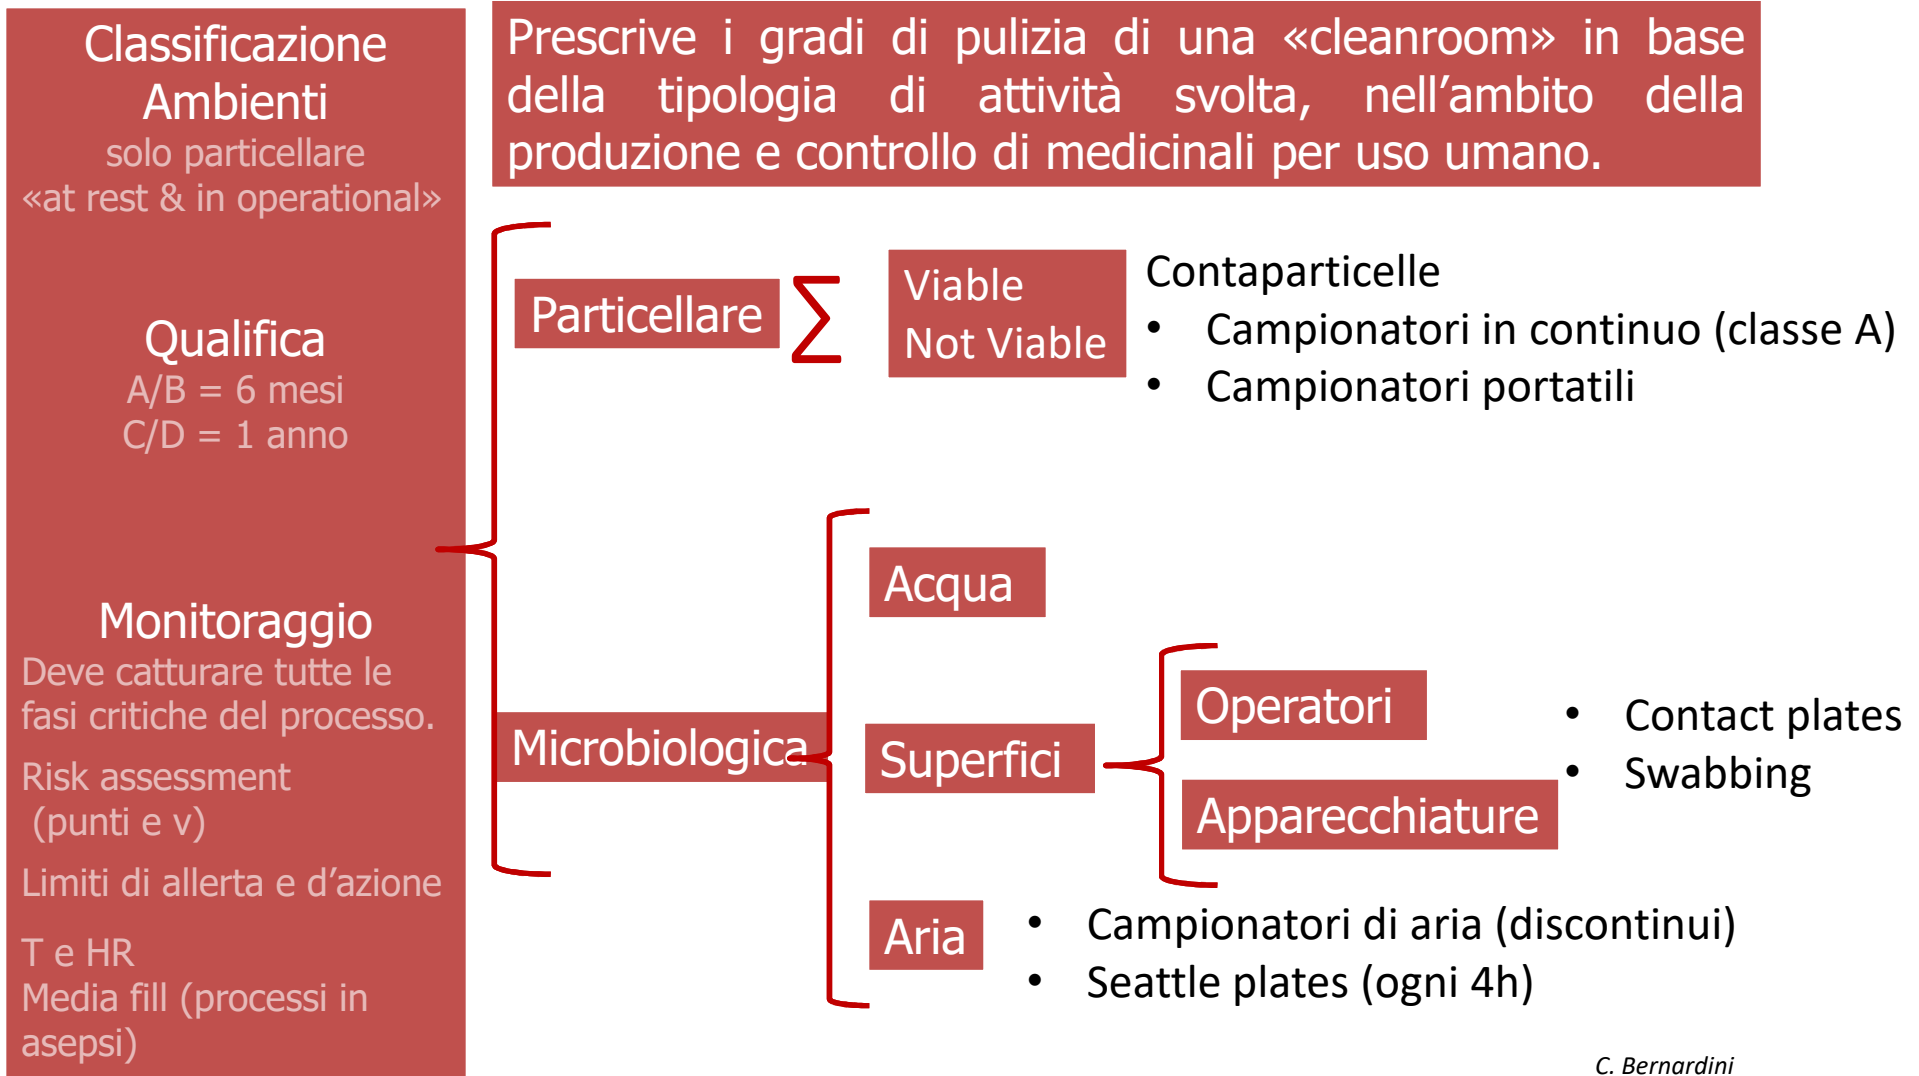 Classificazione
Ambienti
solo particellare
«at rest & in operational»
Qualifica
A/B = 6 mesi
C/D = 1 anno
Monitoraggio
Deve catturare tutte le
fasi critiche del processo.
Risk assessment
(punti e v)
Limiti di allerta e d’azione
T e HR
Media fill (processi in
asepsi)
Prescrive i gradi di pulizia di una «cleanroom» in base
della tipologia di attività svolta, nell’ambito della
produzione e controllo di medicinali per uso umano.
Particellare
∑
Viable
Not Viable
Contaparticelle
• Campionatori in continuo (classe A)
• Campionatori portatili
Microbiologica
Acqua
Superfici
Operatori
Apparecchiature
• Contact plates
• Swabbing
Aria
• Campionatori di aria (discontinui)
• Seattle plates (ogni 4h)
C. Bernardini